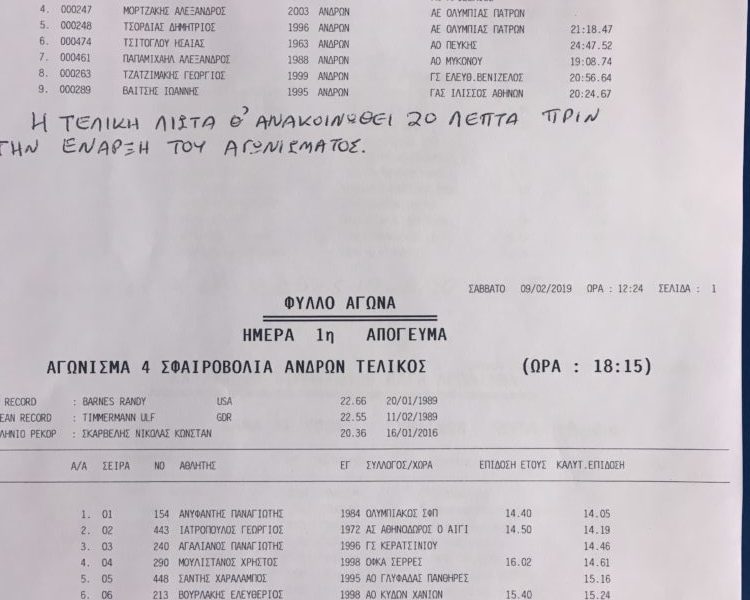 4. 000247 ΜΟΡΤΖΑΚΗΣ ΑΛΕΞΑΝΔΡΟΣ 2003 ΑΝΔΡΩΝ ΑΕ ΟΛΥΜΠΙΑΣ ΠΑΤΡΩΝ
5. 000248 ΤΣΟΡΔΙΑΣ ΔΗΜΗΤΡΙΟΣ 1996 ΑΝΔΡΩΝ ΑΕ ΟΛΥΜΠΙΑΣ ΠΑΤΡΩΝ 21:18.47
6. 000474 ΤΣΙΤΟΓΛΟΥ ΗΣΑΙΑΣ 1963 ΑΝΔΡΩΝ ΑΟ ΠΕΥΚΗΣ 24:47.52
7. 000461 ΠΑΠΑΜΙΧΑΗΛ ΑΛΕΞΑΝΔΡΟΣ 1988 ΑΝΔΡΩΝ ΑΟ ΜΥΚΟΝΟΥ 19:08.74
8. 000263 ΤΖΑΤΖΙΜΑΚΗΣ ΓΕΩΡΓΙΟΣ 1999 ΑΝΔΡΩΝ ΓΣ ΕΛΕΥΘ.ΒΕΝΙΖΕΛΟΣ 20:56.64
9. 000289 ΒΑΙΤΣΗΣ ΙΩΑΝΝΗΣ 1995 ΑΝΔΡΩΝ ΓΑΣ ΙΛΙΣΣΟΣ ΑΘΗΝΩΝ 20:24.67
Η ΤΕΛΙΚΗ ΛΙΣΤΑ Θ' ΑΝΑΚΟΙΝΩΘΕΙ 20 ΛΕΠΤΑ ΠΡΙΝ
ΤΗΝ ΕΝΑΡΞΗ ΤΟΥ ΑΓΩΝΙΣΜΑΤΟΣ.
ΣΑΒΒΑΤΟ 09/02/2019 ΩΡΑ : 12:24 ΣΕΛΙΔΑ : 1
ΦΥΛΛΟ ΑΓΩΝΑ
ΗΜΕΡΑ 1η ΑΠΟΓΕΥΜΑ
ΑΓΩΝΙΣΜΑ 4 ΣΦΑΙΡΟΒΟΛΙΑ ΑΝΔΡΩΝ ΤΕΛΙΚΟΣ (ΩΡΑ : 18:15)
RECORD : BARNES RANDY USA 22.66 20/01/1989
EAN RECORD : TIMMERMANN ULF GDR 22.55 11/02/1989
ΛΗΝΙΟ ΡΕΚΟΡ : ΣΚΑΡΒΕΛΗΣ ΝΙΚΟΛΑΣ ΚΩΝΣΤΑΝ 20.36 16/01/2016
Α/Α ΣΕΙΡΑ ΝΟ ΑΘΛΗΤΗΣ ΕΓ ΣΥΛΛΟΓΟΣ/ΧΩΡΑ ΕΠΙΔΟΣΗ ΕΤΟΥΣ ΚΑΛΥΤ.ΕΠΙΔΟΣΗ
1. 01 154 ΑΝΥΦΑΝΤΗΣ ΠΑΝΑΓΙΩΤΗΣ 1984 ΟΛΥΜΠΙΑΚΟΣ ΣΦΠ 14.40 14.05
2. 02 443 ΙΑΤΡΟΠΟΥΛΟΣ ΓΕΩΡΓΙΟΣ 1972 ΑΣ ΑΘΗΝΟΔΩΡΟΣ Ο ΑΙΓΙ 14.50 14.19
3. 03 240 ΑΓΑΛΙΑΝΟΣ ΠΑΝΑΓΙΩΤΗΣ 1996 ΓΣ ΚΕΡΑΤΣΙΝΙΟΥ 14.46
4. 04 290 ΜΟΥΛΙΣΤΑΝΟΣ ΧΡΗΣΤΟΣ 1998 ΟΦΚΑ ΣΕΡΡΕΣ 16.02 14.61
5. 05 448 ΣΑΝΤΗΣ ΧΑΡΑΛΑΜΠΟΣ 1995 ΑΟ ΓΛΥΦΑΔΑΣ ΠΑΝΘΗΡΕΣ 15.16
6. 06 213 ΒΟΥΡΛΑΚΗΣ ΕΛΕΥΘΕΡΙΟΣ 1998 ΑΟ ΚΥΔΩΝ ΧΑΝΙΩΝ 15.40 15.24